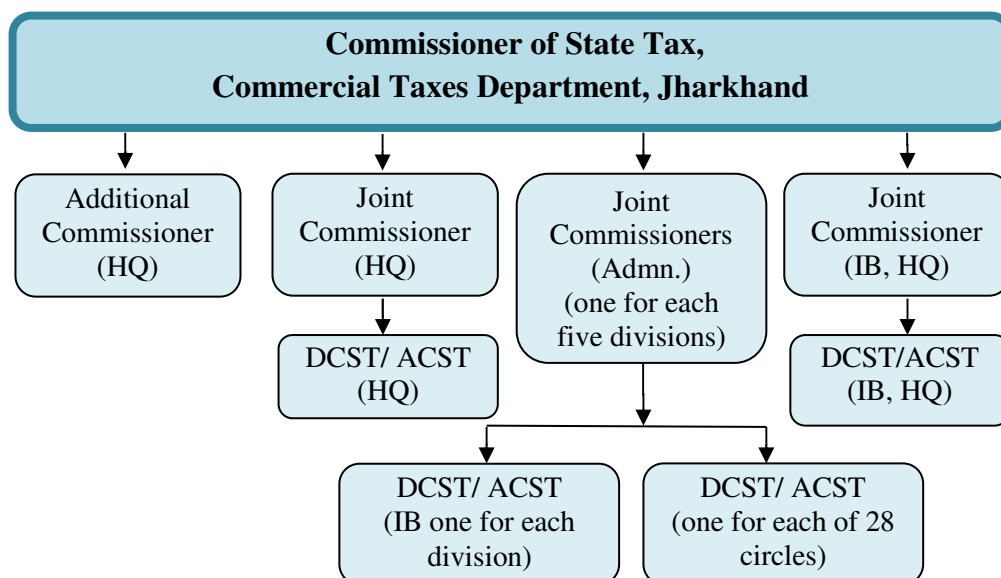 Commissioner of State Tax,
Commercial Taxes Department, Jharkhand
Additional
Commissioner
(HQ)
Joint
Commissioner
(HQ)
Joint
Commissioners
(Admn.)
(one for each
five divisions)
Joint
Commissioner
(IB, HQ)
DCST/ ACST
(HQ)
DCST/ACST
(IB, HQ)
DCST/ ACST
(IB one for each
division)
DCST/ ACST
(one for each of 28
circles)